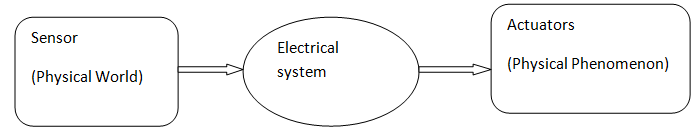 Sensor
(Physical World)
Electrical
system
Actuators
(Physical Phenomenon)